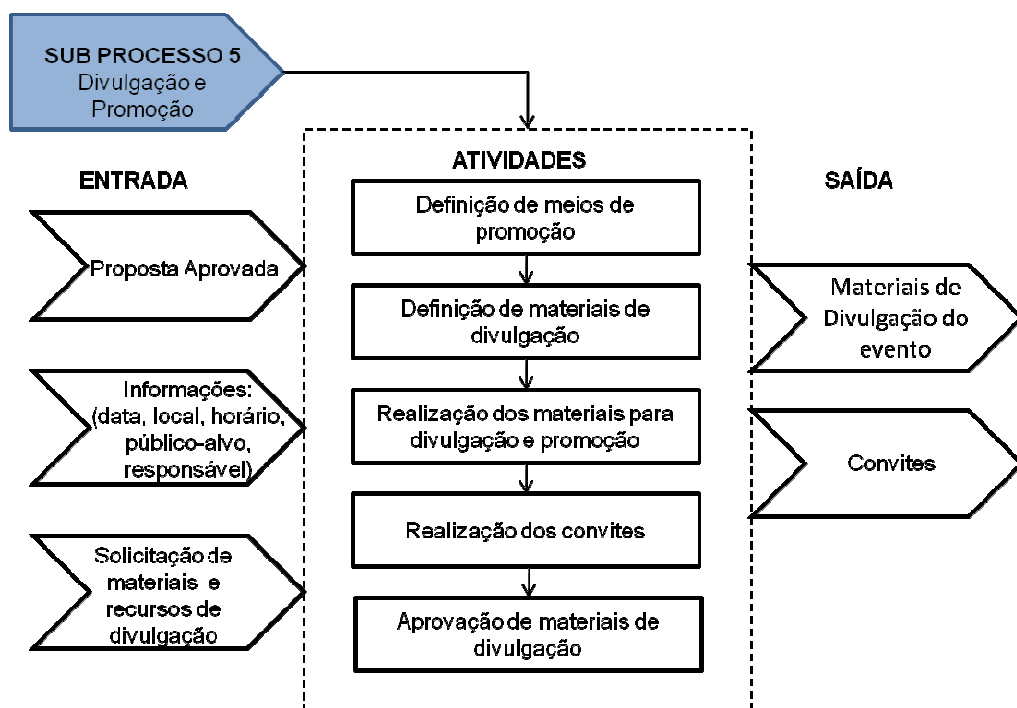 SUB PROCESSO 5
Divulgação e
Promoção
ENTRADA
Proposta Aprovada
Informações:
(data, local, horário,
público-alvo,
responsável)
Solicitação de
materiais e
recursos de
divulgação
ATIVIDADES
Definição de meios de
promoção
Definição de materiais de
divulgação
Realização dos materiais para
divulgação e promoção
Realização dos convites
Aprovação de materiais de
divulgação
SAÍDA
Materiais de
Divulgação do
evento
Convites